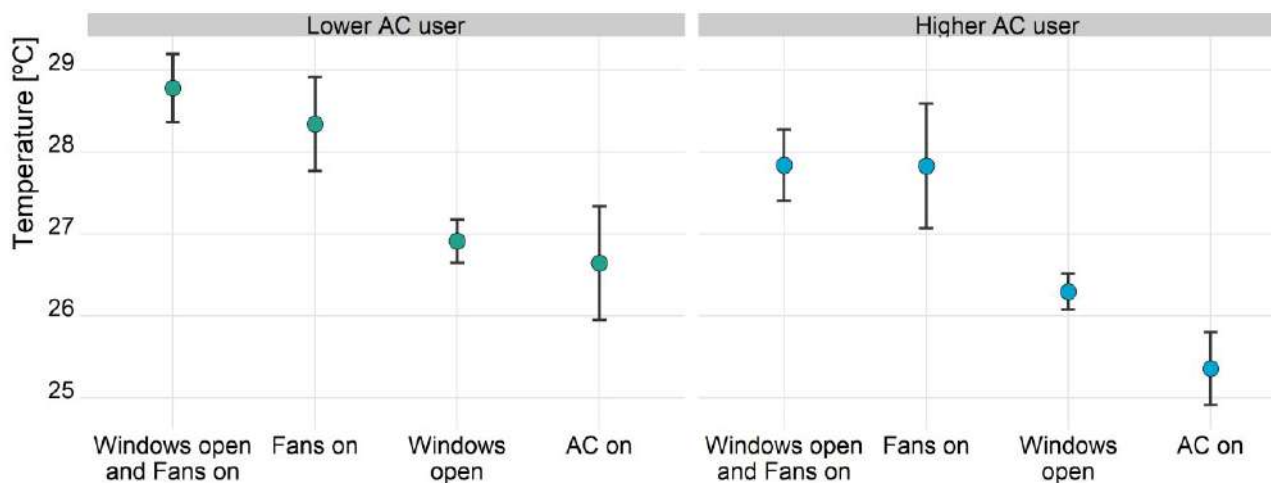 Lower AC user
Higher AC user
Temperature [ºC]
29
28
27
26
25
Windows open
and Fans on
Fans on
Windows
open
AC on
Windows open
and Fans on
Fans on
Windows
open
AC on